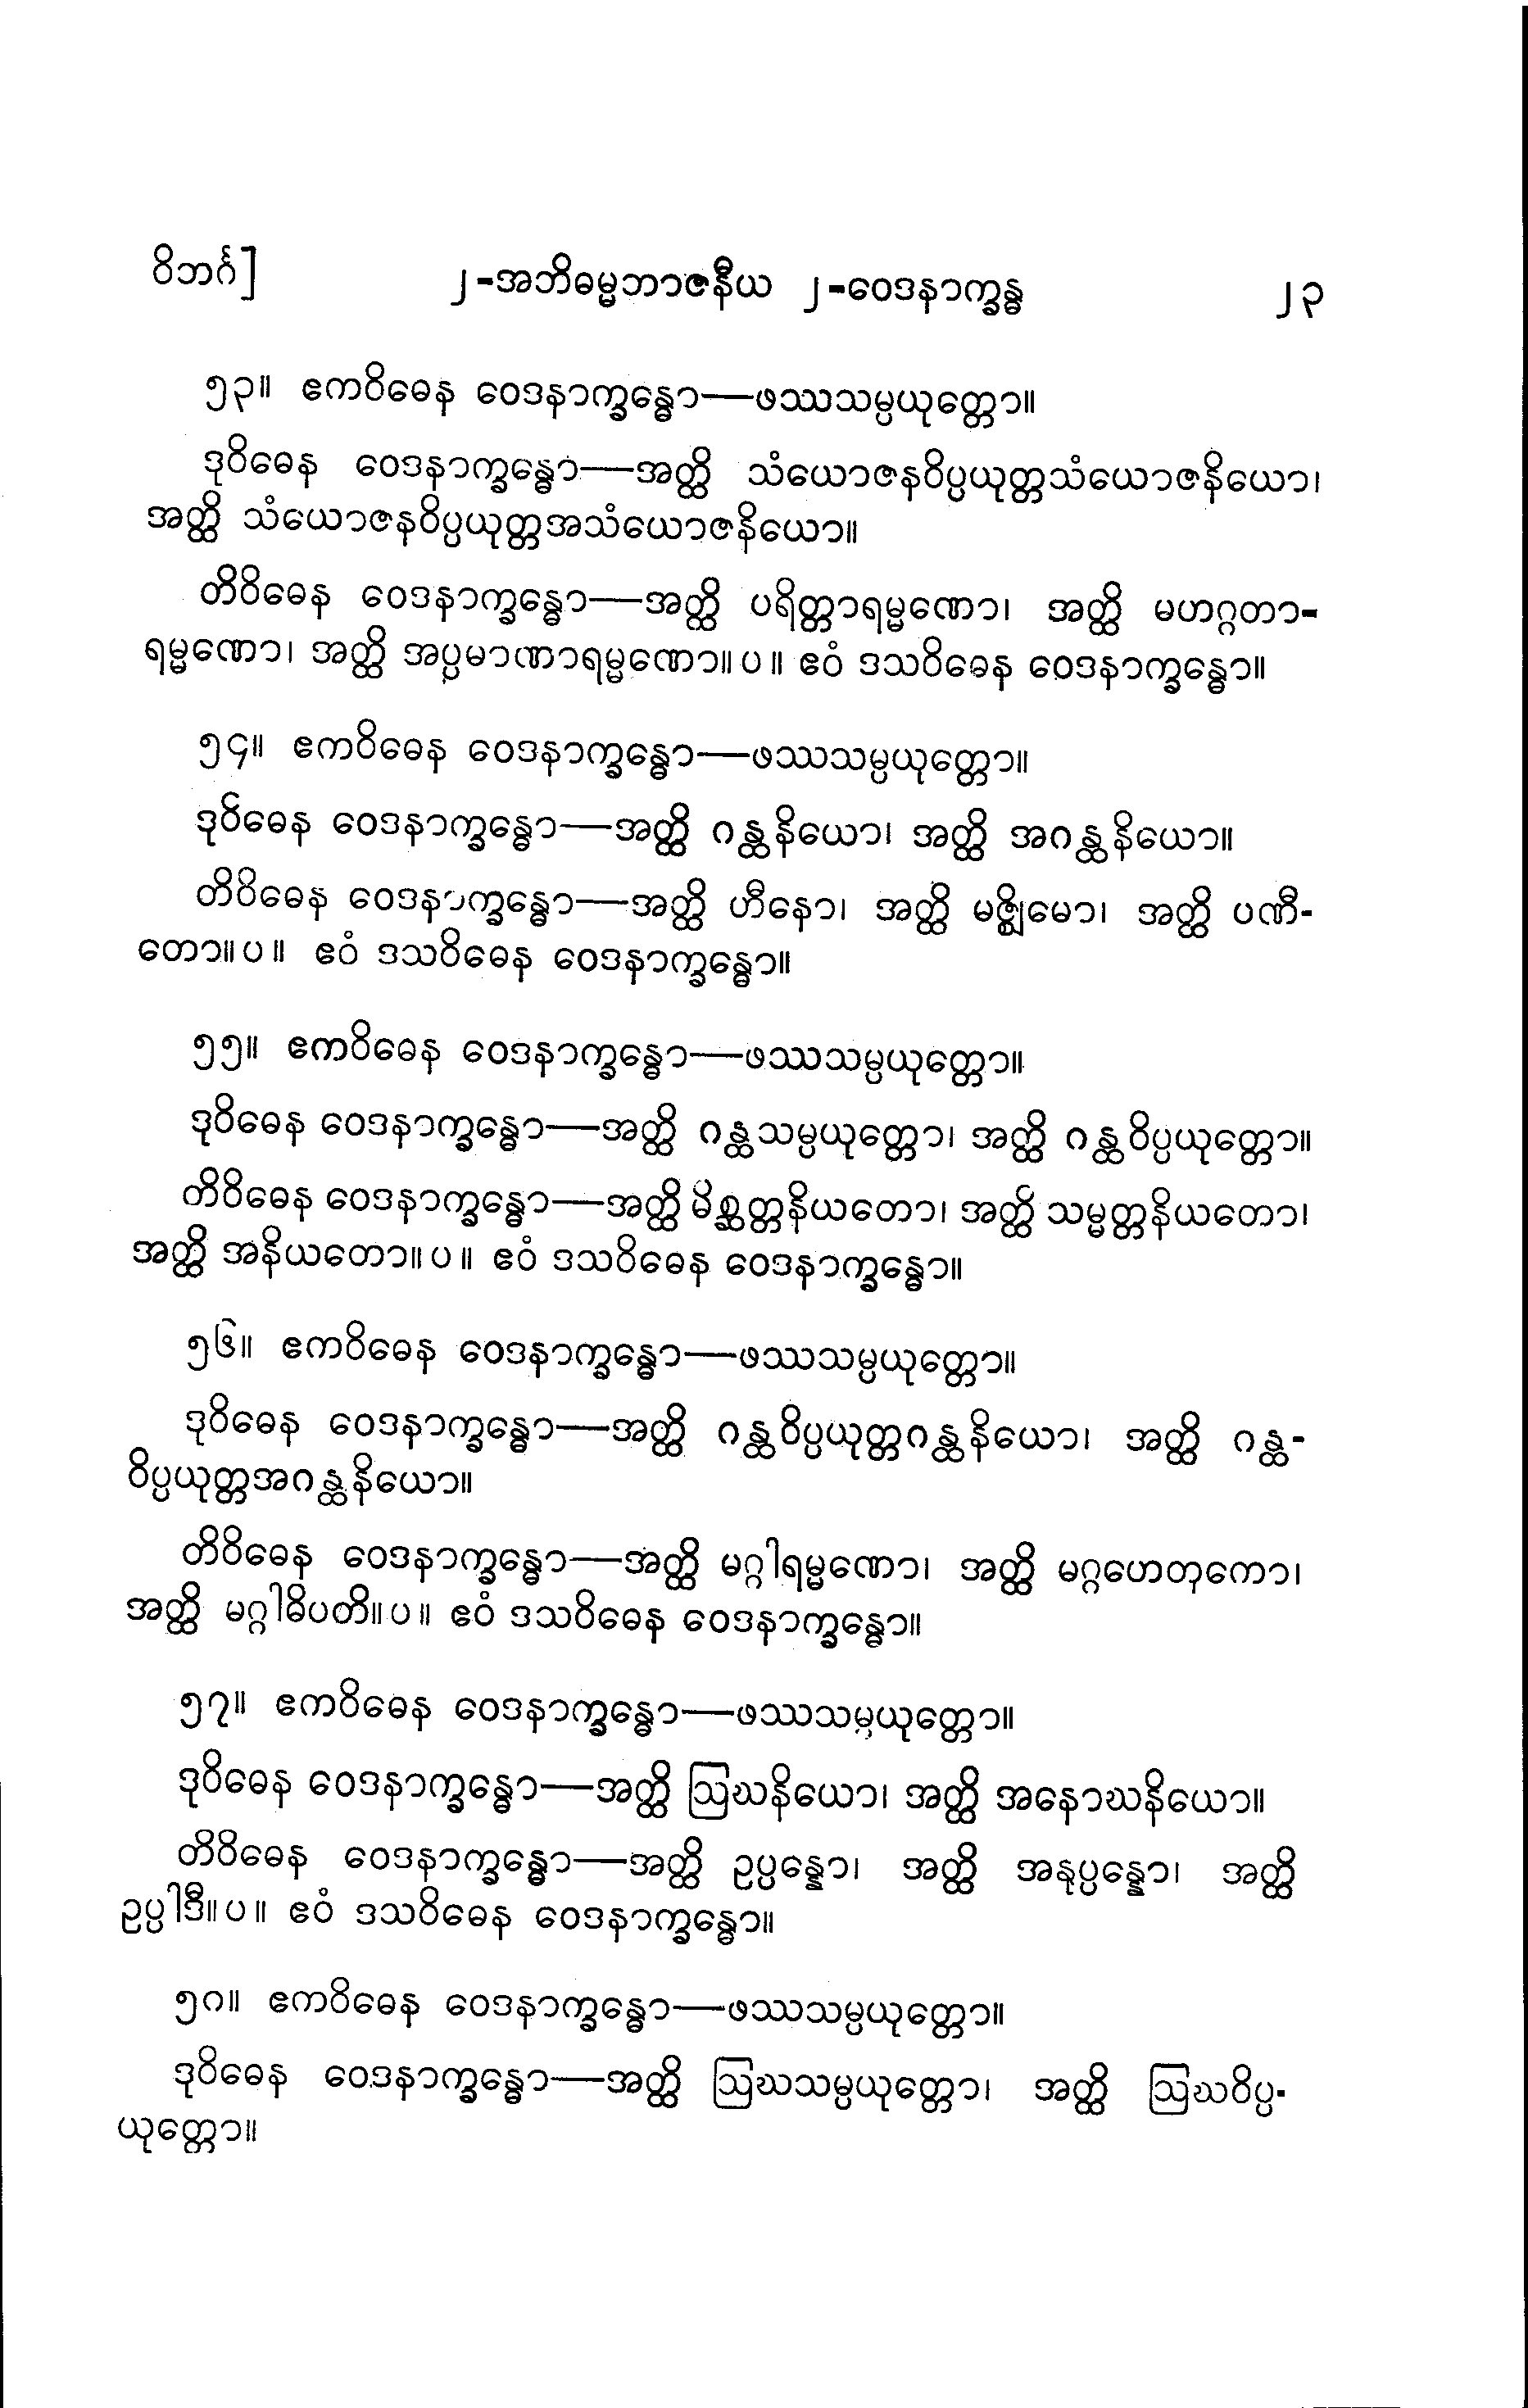 ဝိဘင်္ဂ] ၂-အဘိဓမ္မဘာဇနီယ ၂-ဝေဒနာက္ခန္ဓ ၂၃
၅၃။ ဧကဝိဓေန ဝေဒနာက္ခန္ဓော—ဖဿသမ္ပယုတ္တော။
ဒုဝိဓေန ဝေဒနာက္ခန္ဓော—အတ္ထိ သံယောဇနဝိပ္ပယုတ္တသံယောဇနိယော၊
အတ္ထိ သံယောဇနဝိပ္ပယုတ္တအသံယောဇနိယော။
တိဝိဓေန ဝေဒနာက္ခန္ဓော—အတ္ထိ ပရိတ္တာရမ္မဏော၊ အတ္ထိ မဟဂ္ဂတာ-
ရမ္မဏော၊ အတ္ထိ အပ္ပမာဏာရမ္မဏော။ ပ ။ ဧဝံ ဒသဝိဓေန ဝေဒနာက္ခန္ဓော။
၅၄။ ဧကဝိဓေန ဝေဒနာက္ခန္ဓော—ဖဿသမ္ပယုတ္တော။
ဒုဝိဓေန ဝေဒနာက္ခန္ဓော—အတ္ထိ ဂန္ထနိယော၊ အတ္ထိ အဂန္ထနိယော။
တိဝိဓေန ဝေဒနာက္ခန္ဓော—အတ္ထိ ဟီနော၊ အတ္ထိ မဇ္ဈိမော၊ အတ္ထိ ပဏီ-
တော။ ပ ။ ဧဝံ ဒသဝိဓေန ဝေဒနာက္ခန္ဓော။
၅၅။ ဧကဝိဓေန ဝေဒနာက္ခန္ဓော—ဖဿသမ္ပယုတ္တော။
ဒုဝိဓေန ဝေဒနာက္ခန္ဓော—အတ္ထိ ဂန္ထသမ္ပယုတ္တော၊ အတ္ထိ ဂန္ထဝိပ္ပယုတ္တော။
တိဝိဓေန ဝေဒနာက္ခန္ဓော—အတ္ထိ မိစ္ဆတ္တနိယတော၊ အတ္ထိ သမ္မတ္တနိယတော၊
အတ္ထိ အနိယတော။ ပ ။ ဧဝံ ဒသဝိဓေန ဝေဒနာက္ခန္ဓော။
၅၆။ ဧကဝိဓေန ဝေဒနာက္ခန္ဓော—ဖဿသမ္ပယုတ္တော။
ဒုဝိဓေန ဝေဒနာက္ခန္ဓော—အတ္ထိ ဂန္ထဝိပ္ပယုတ္တဂန္ထနိယော၊ အတ္ထိ ဂန္ထ-
ဝိပ္ပယုတ္တအဂန္ထနိယော။
တိဝိဓေန ဝေဒနာက္ခန္ဓော—အတ္ထိ မဂ္ဂါရမ္မဏော၊ အတ္ထိ မဂ္ဂဟေတုကော၊
အတ္ထိ မဂ္ဂါဓိပတိ။ ပ ။ ဧဝံ ဒသဝိဓေန ဝေဒနာက္ခန္ဓော။
၅၇။ ဧကဝိဓေန ဝေဒနာက္ခန္ဓော—ဖဿသမ္ပယုတ္တော။
ဒုဝိဓေန ဝေဒနာက္ခန္ဓော—အတ္ထိ ဩဃနိယော၊ အတ္ထိ အနောဃနိယော။
တိဝိဓေန ဝေဒနာက္ခန္ဓော—အတ္ထိ ဥပ္ပန္နော၊ အတ္ထိ အနုပ္ပန္နော၊ အတ္ထိ
ဥပ္ပါဒီ။ ပ ။ ဧဝံ ဒသဝိဓေန ဝေဒနာက္ခန္ဓော။
၅၈။ ဧကဝိဓေန ဝေဒနာက္ခန္ဓော—ဖဿသမ္ပယုတ္တော။
ဒုဝိဓေန ဝေဒနာက္ခန္ဓော—အတ္ထိ ဩဃသမ္ပယုတ္တော၊ အတ္ထိ ဩဃဝိပ္ပ-
ယုတ္တော။